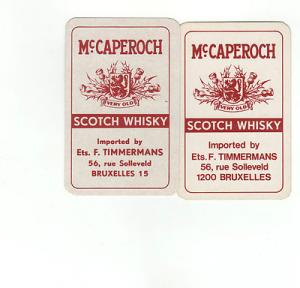 McCAPEROCH
VERY OLD
SCOTCH WHISKY
Imported by
Ets. F. TIMMERMANS
56, rue Solleveld
BRUXELLES 15
McCAPEROCH
VERY OLD
SCOTCH WHISKY
Imported by
Ets. F. TIMMERMANS
56, rue Solleveld
1200 BRUXELLES